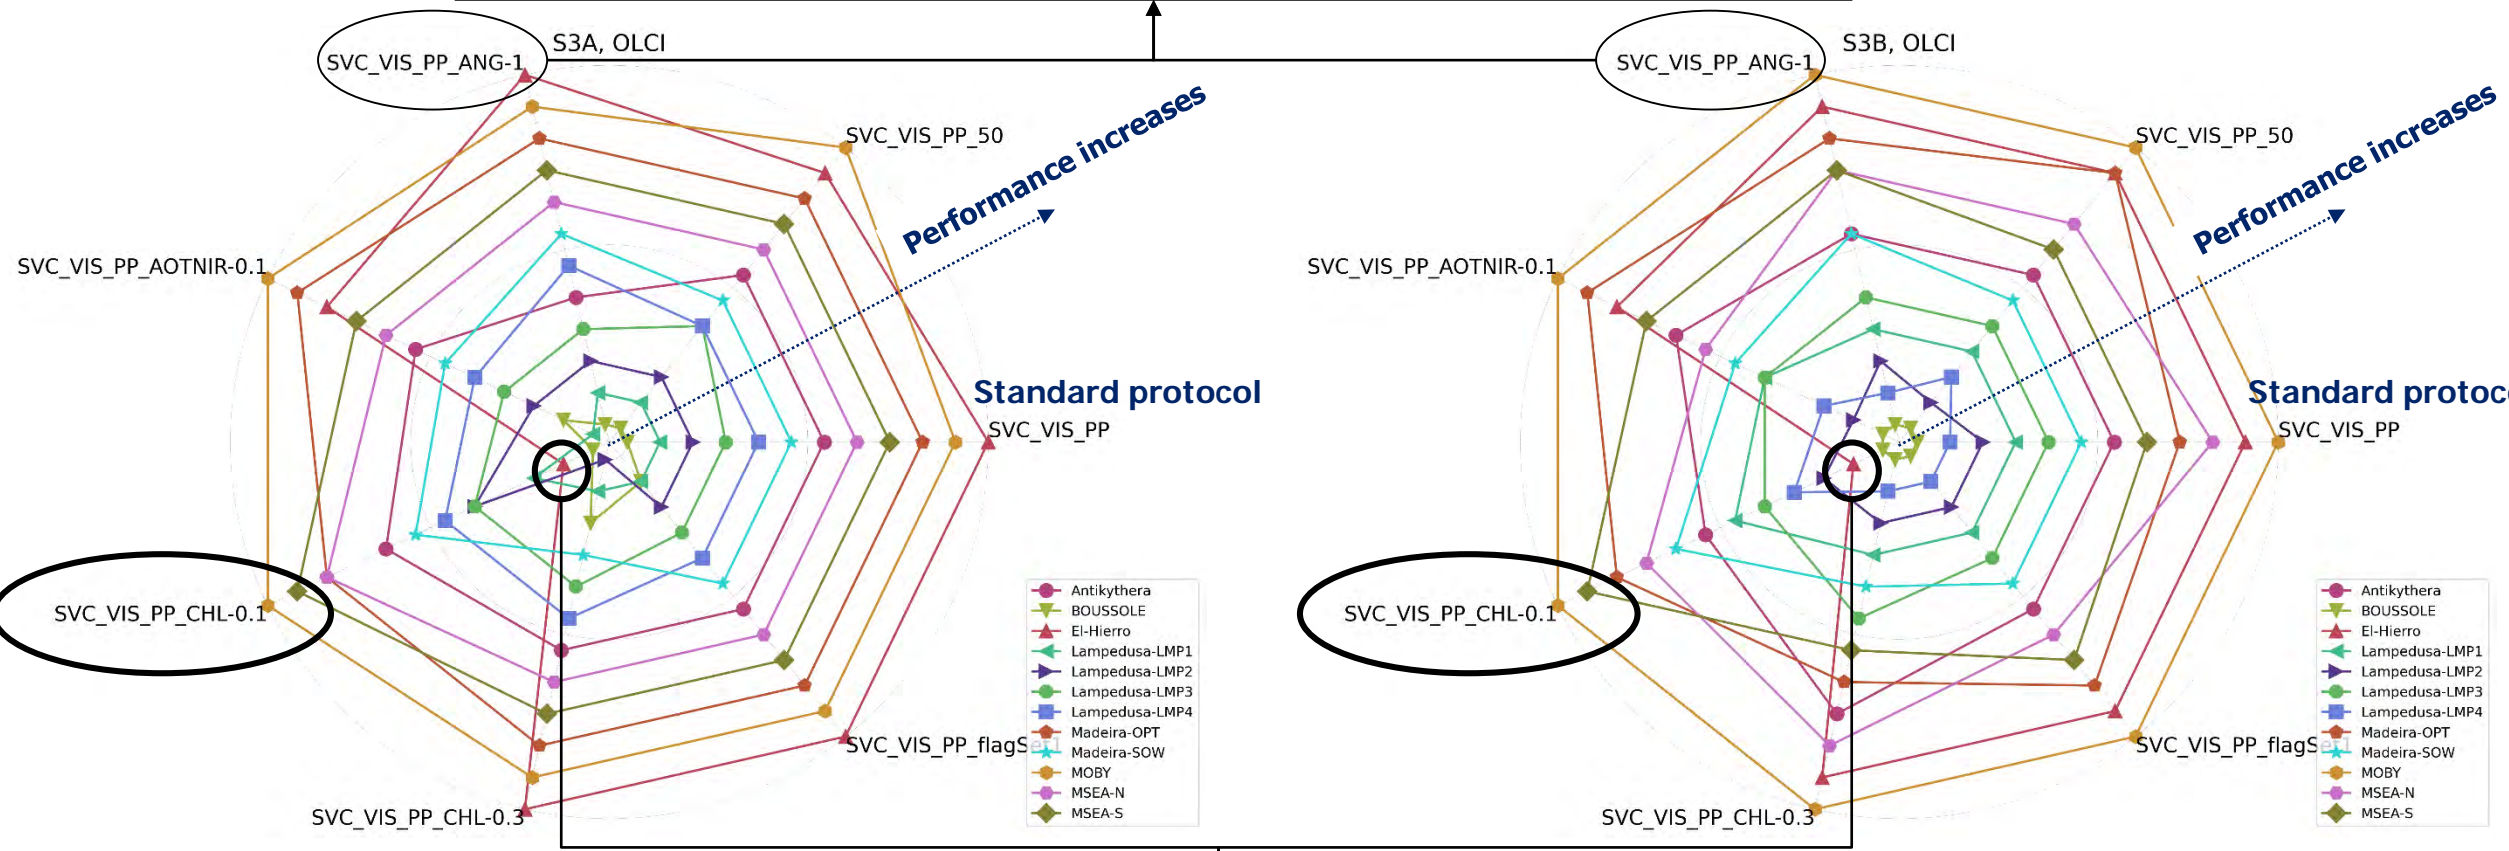 S3A, OLCI
SVC_VIS_PP_ANG-1
SVC_VIS_PP_50
Performance increases
SVC_VIS_PP_AOTNIR-0.1
Standard protocol
SVC_VIS_PP
SVC_VIS_PP_CHL-0.1
SVC_VIS_PP_flagSet1
SVC_VIS_PP_CHL-0.3
Antikythera
BOUSSOLE
El-Hierro
Lampedusa-LMP1
Lampedusa-LMP2
Lampedusa-LMP3
Lampedusa-LMP4
Madeira-OPT
Madeira-SOW
MOBY
MSEA-N
MSEA-S
S3B, OLCI
SVC_VIS_PP_ANG-1
SVC_VIS_PP_50
Performance increases
SVC_VIS_PP_AOTNIR-0.1
Standard protoco
SVC_VIS_PP
SVC_VIS_PP_CHL-0.1
SVC_VIS_PP_flagSet1
SVC_VIS_PP_CHL-0.3
Antikythera
BOUSSOLE
El-Hierro
Lampedusa-LMP1
Lampedusa-LMP2
Lampedusa-LMP3
Lampedusa-LMP4
Madeira-OPT
Madeira-SOW
MOBY
MSEA-N
MSEA-S